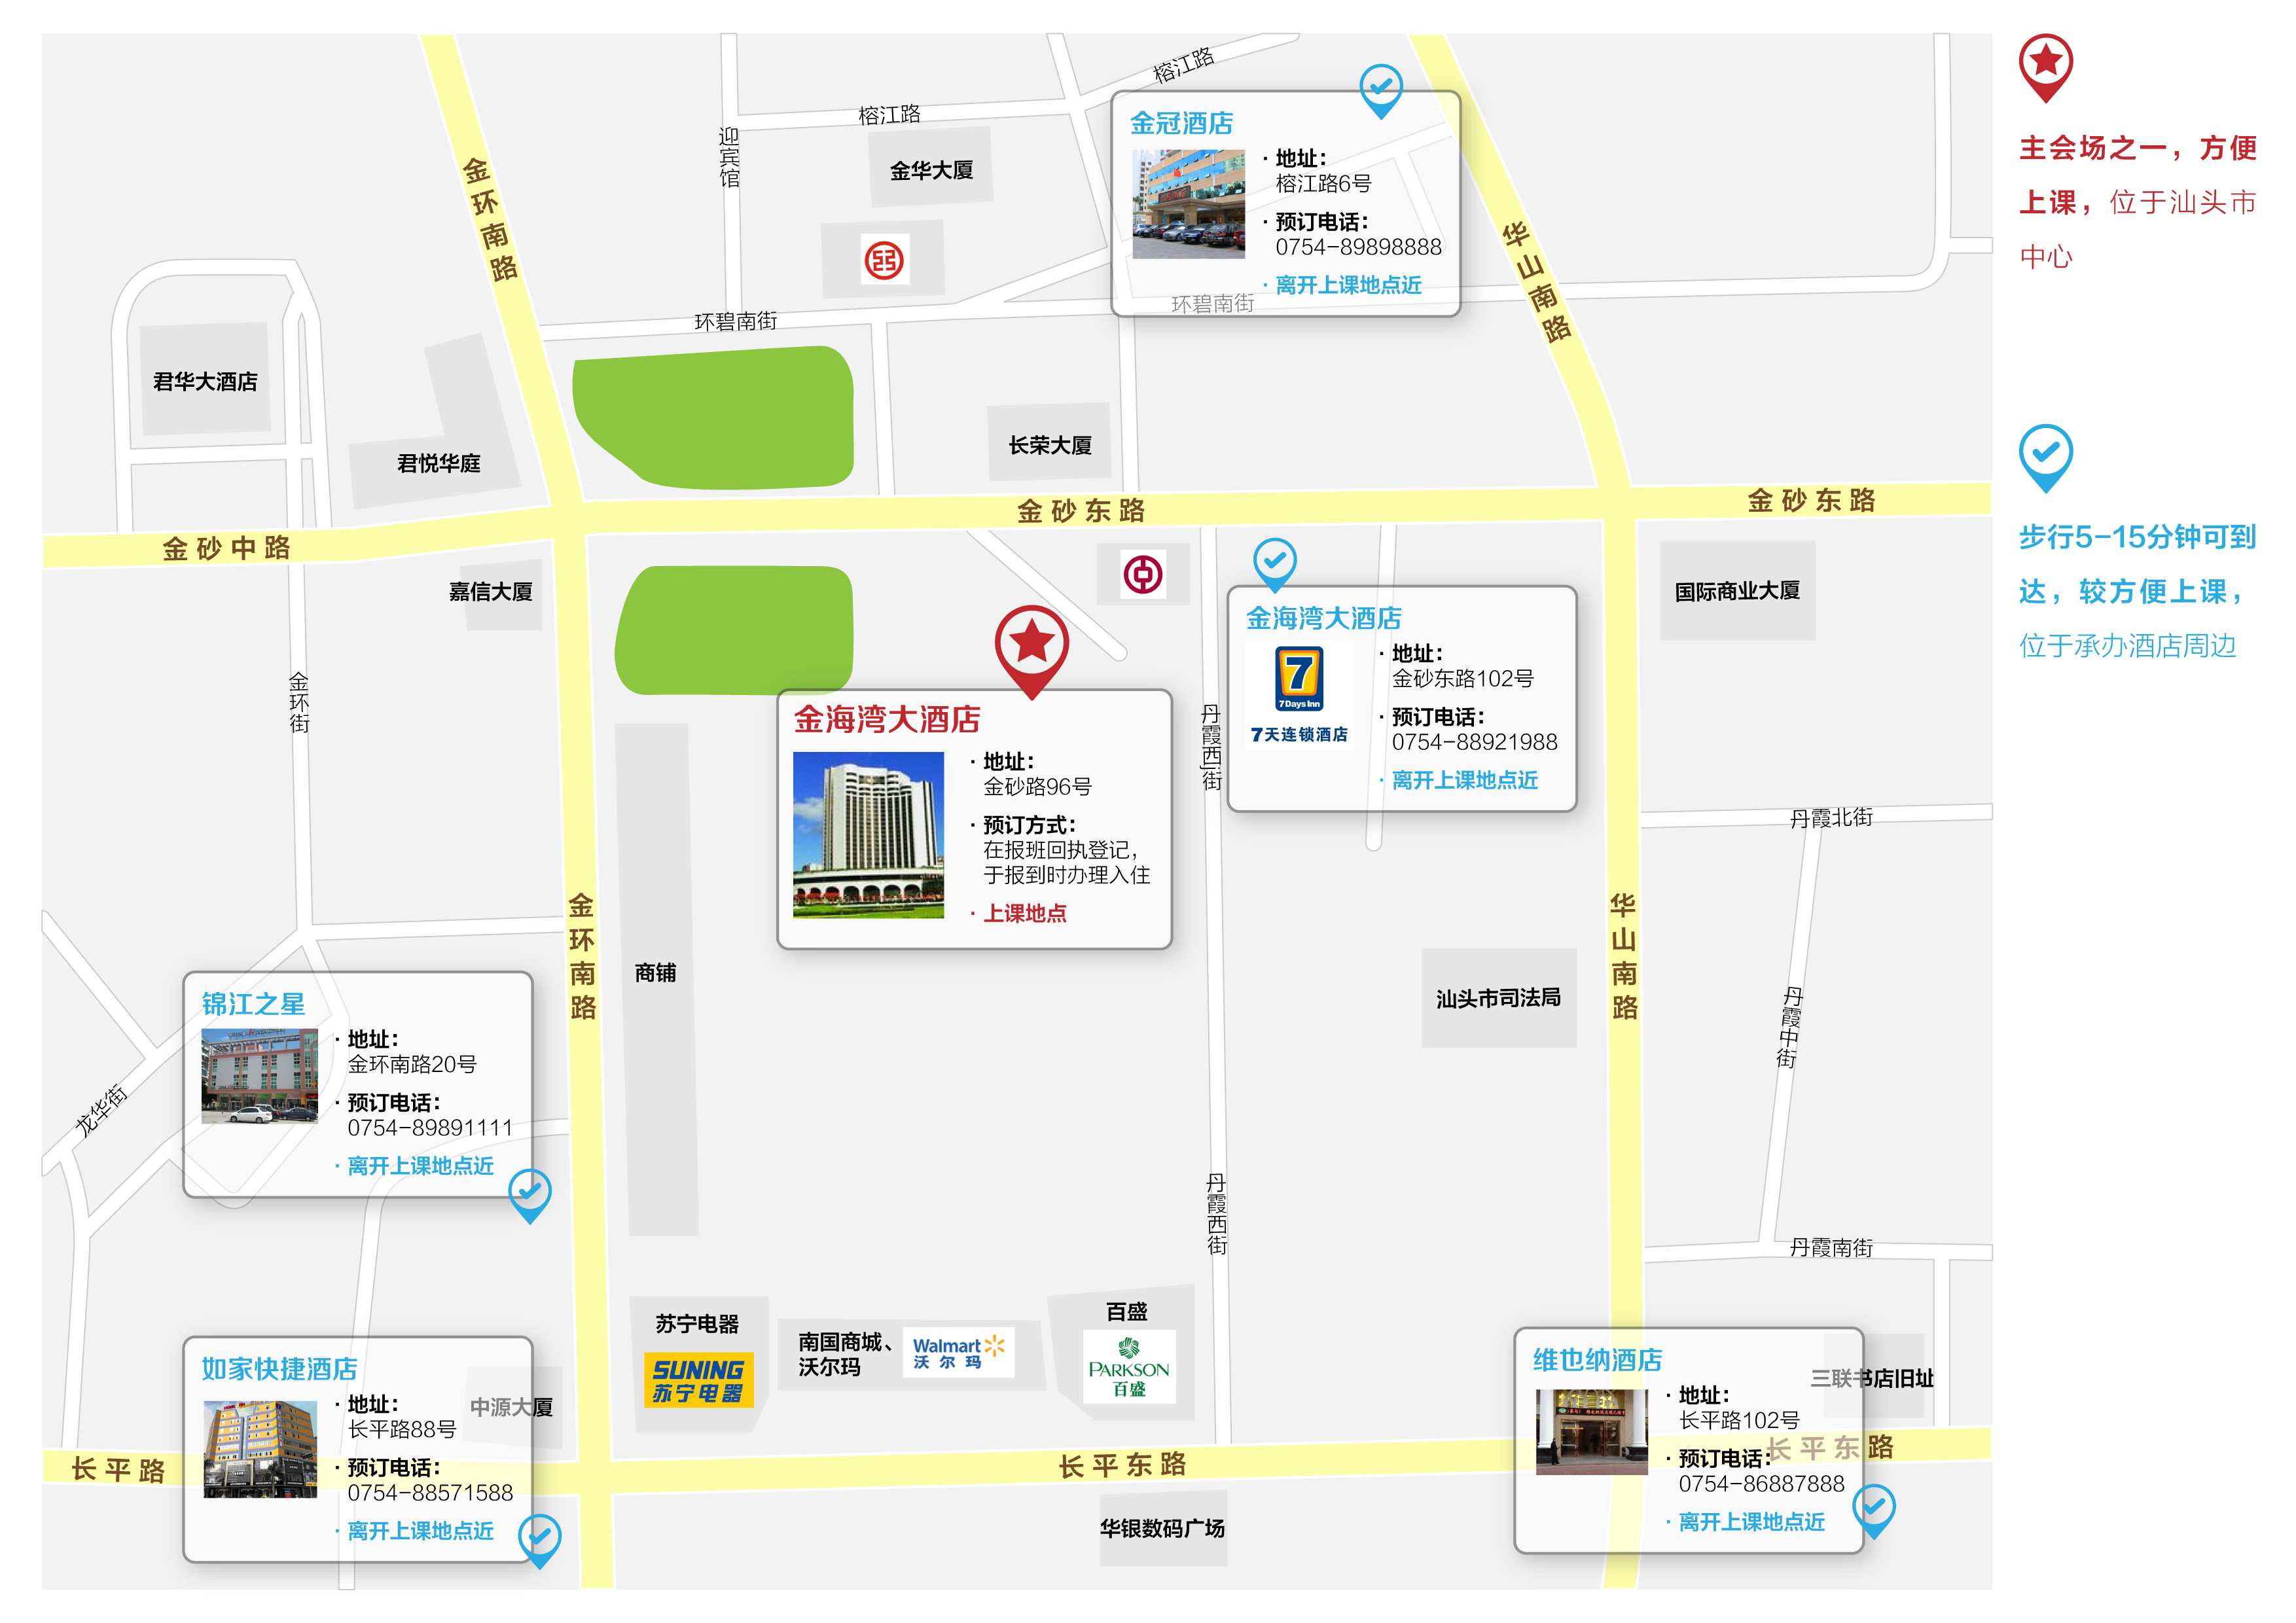 榕江路
榕江路
迎宾馆
金环南路
金华大厦
金冠酒店
· 地址：
榕江路6号
· 预订电话：
0754-89898888
· 离开上课地点近
华山南路
环碧南街
环碧南街
君华大酒店
君悦华庭
长荣大厦
金砂中路
金砂东路
金砂东路
嘉信大厦
金环街
金海湾大酒店
· 地址：
金砂路96号
· 预订方式：
在报班回执登记，
于报到时办理入住
· 上课地点
丹霞西街
金海湾大酒店
7
7 Days Inn
7天连锁酒店
· 地址：
金砂东路102号
· 预订电话：
0754-88921988
· 离开上课地点近
国际商业大厦
丹霞北街
金环南路
华山南路
商铺
汕头市司法局
丹霞中街
锦江之星
· 地址：
金环南路20号
· 预订电话：
0754-89891111
· 离开上课地点近
龙华街
丹霞西街
丹霞南街
苏宁电器
SUNING
苏宁电器
南国商城、
沃尔玛
Walmart
沃尔玛
百盛
PARKSON
百盛
如家快捷酒店
· 地址：
长平路88号
· 预订电话：
0754-88571588
· 离开上课地点近
中源大厦
长平路
长平东路
华银数码广场
维也纳酒店
· 地址：
长平路102号
· 预订电话：
0754-86887888
· 离开上课地点近
三联书店旧址
长平东路
主会场之一，方便
上课，位于汕头市
中心
步行5-15分钟可到
达，较方便上课，
位于承办酒店周边